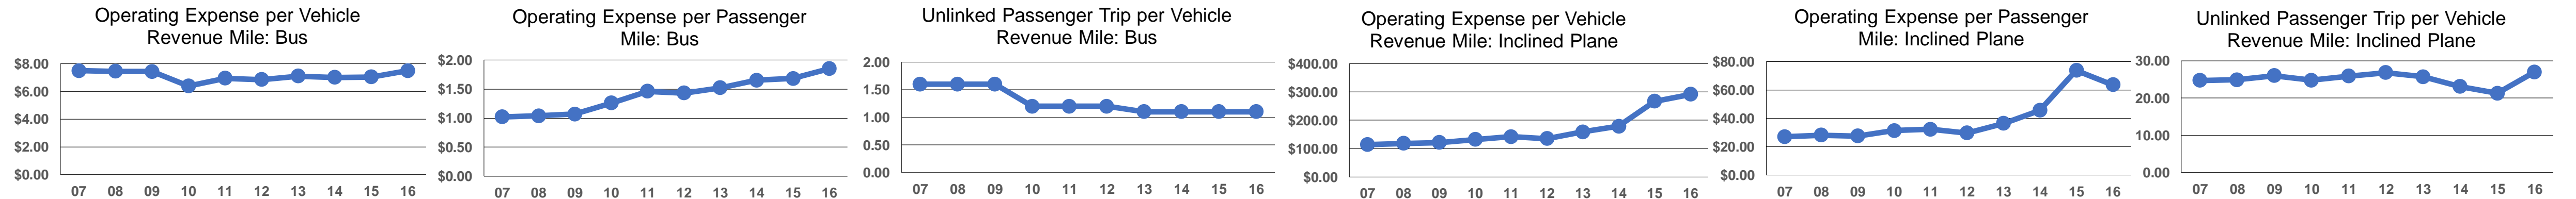 Operating Expense per Vehicle
Revenue Mile: Bus
$8.00
$6.00
$4.00
$2.00
$0.00
07 08 09 10 11 12 13 14 15 16
Operating Expense per Passenger
Mile: Bus
$2.00
$1.50
$1.00
$0.50
$0.00
07 08 09 10 11 12 13 14 15 16
Unlinked Passenger Trip per Vehicle
Revenue Mile: Bus
2.00
1.50
1.00
0.50
0.00
07 08 09 10 11 12 13 14 15 16
Operating Expense per Vehicle
Revenue Mile: Inclined Plane
$400.00
$300.00
$200.00
$100.00
$0.00
07 08 09 10 11 12 13 14 15 16
Operating Expense per Passenger
Mile: Inclined Plane
$80.00
$60.00
$40.00
$20.00
$0.00
07 08 09 10 11 12 13 14 15 16
Unlinked Passenger Trip per Vehicle
Revenue Mile: Inclined Plane
30.00
20.00
10.00
0.00
07 08 09 10 11 12 13 14 15 16